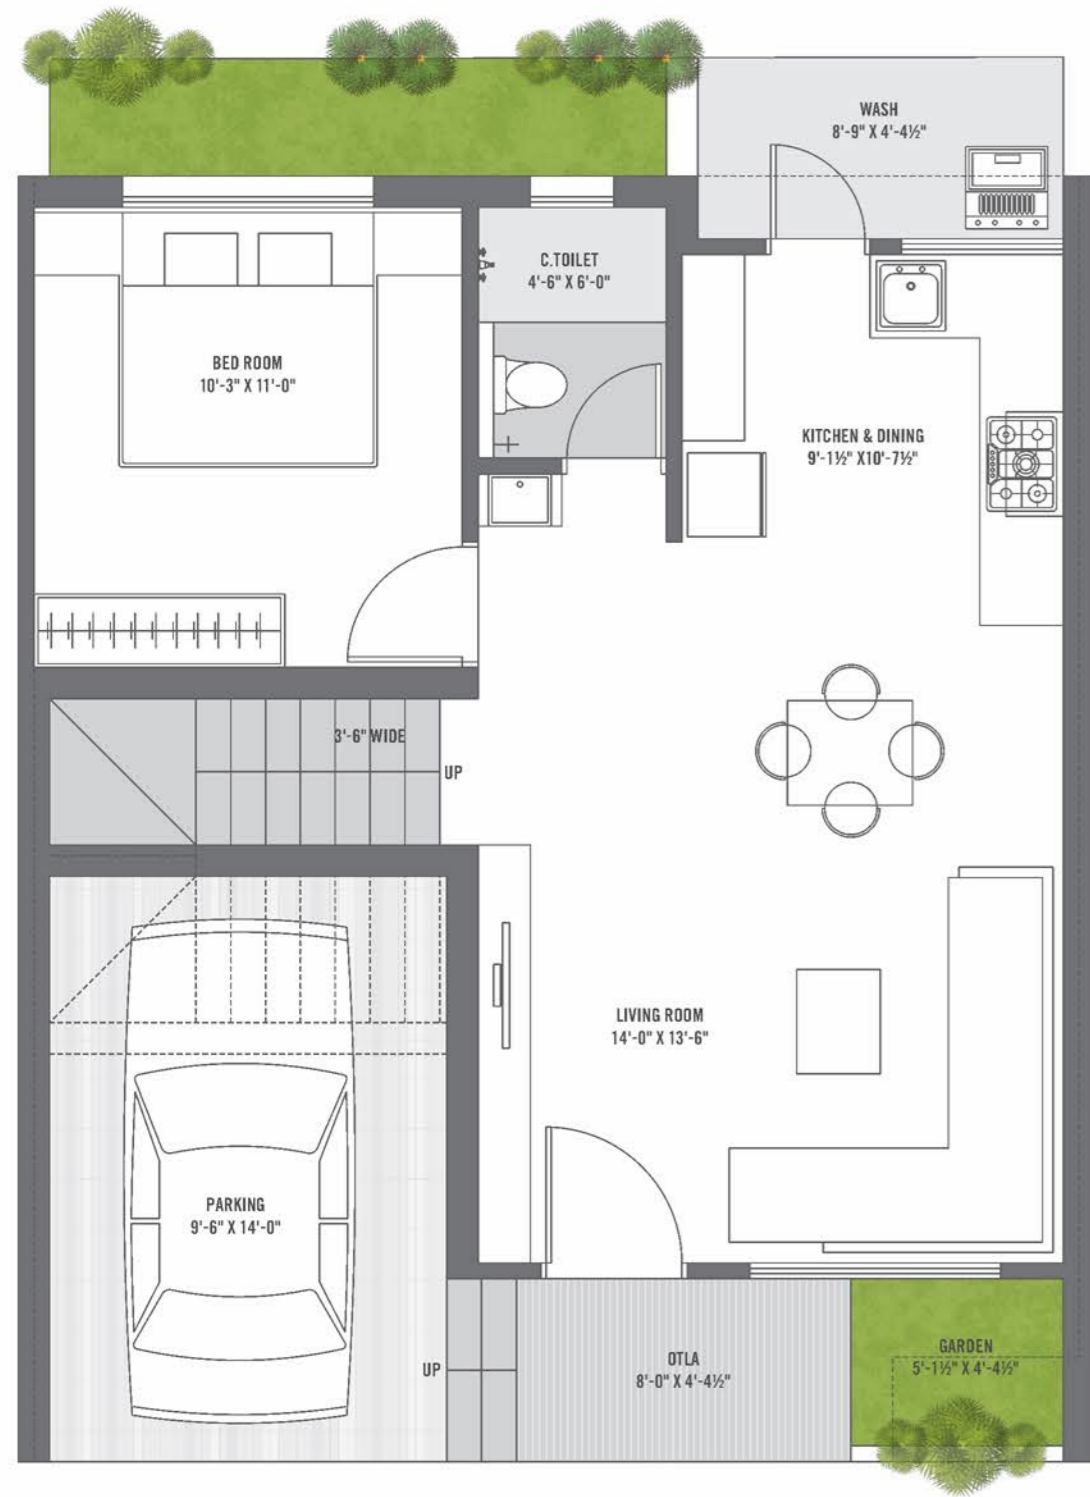 WASH
8'-9" X 4'-4½"
C.TOILET
4'-6" X 6'-0"
BED ROOM
10'-3" X 11'-0"
KITCHEN & DINING
9'-1½" X10'-7½"
3'-6" WIDE
UP
LIVING ROOM
14'-0" X 13'-6"
PARKING
9'-6" X 14'-0"
UP
OTLA
8'-0" X 4'-4½"
GARDEN
5'-1½" X 4'-4½"